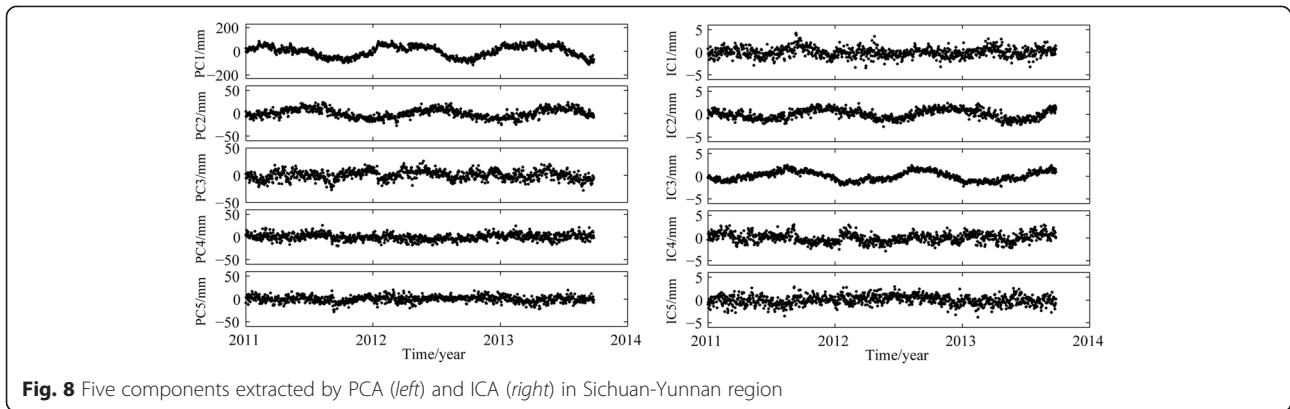 200
0
−200
PC1/mm
50
0
−50
PC2/mm
50
0
−50
PC3/mm
50
0
−50
PC4/mm
50
0
−50
PC5/mm
2011 2012 2013 2014
Time/year
5
0
−5
IC1/mm
5
0
−5
IC2/mm
5
0
−5
IC3/mm
5
0
−5
IC4/mm
5
0
−5
IC5/mm
2011 2012 2013 2014
Time/year
Fig. 8 Five components extracted by PCA (left) and ICA (right) in Sichuan-Yunnan region